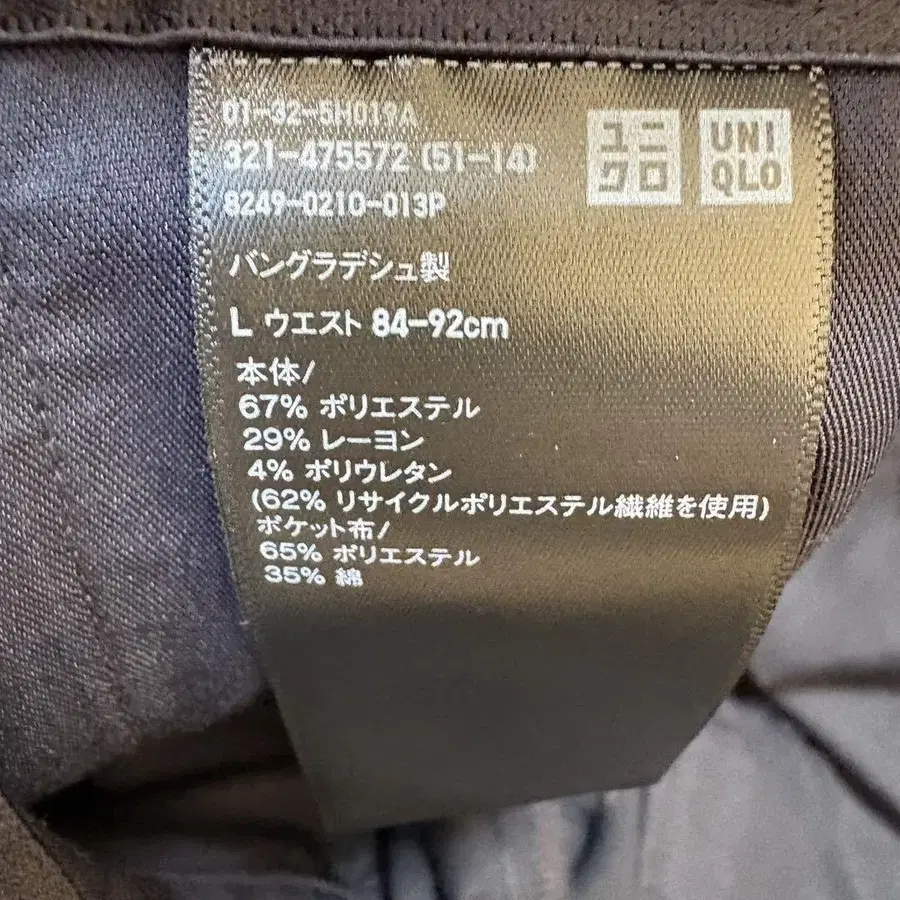 01-32-5H019A
321-475572 (51-14)
8249-0210-013P
ユニ
クロ
UNI
QLO
バングラデシュ製
L ウエスト 84-92cm
本体/
67% ポリエステル
29% レーヨン
4% ポリウレタン
(62% リサイクルポリエステル繊維を使用)
ポケット布/
65% ポリエステル
35% 綿